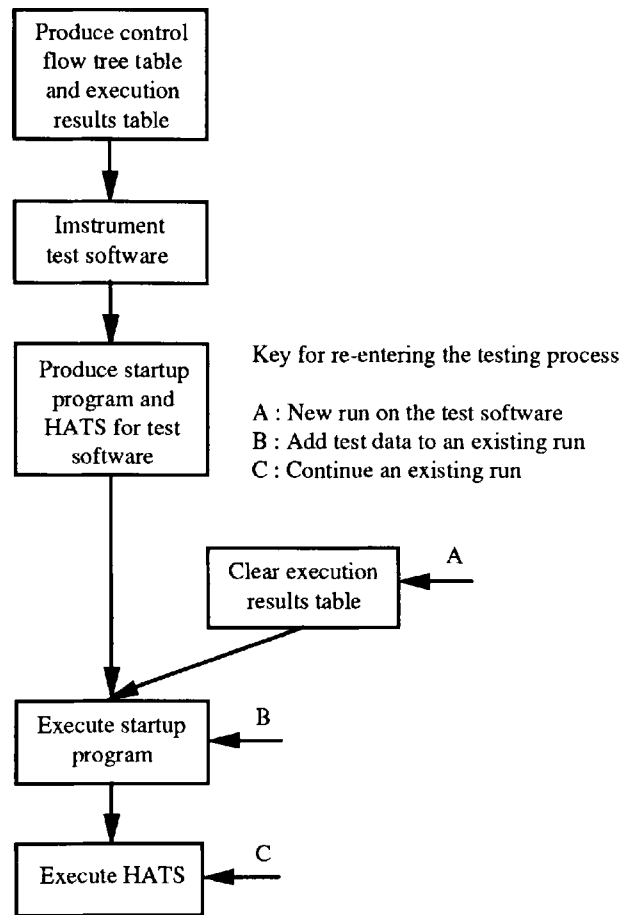 Produce control
flow tree table
and execution
results table
Imstrument
test software
Produce startup
program and
HATS for test
software
Key for re-entering the testing process
A : New run on the test software
B : Add test data to an existing run
C : Continue an existing run
Clear execution
results table
A
Execute startup
program
B
Execute HATS
C